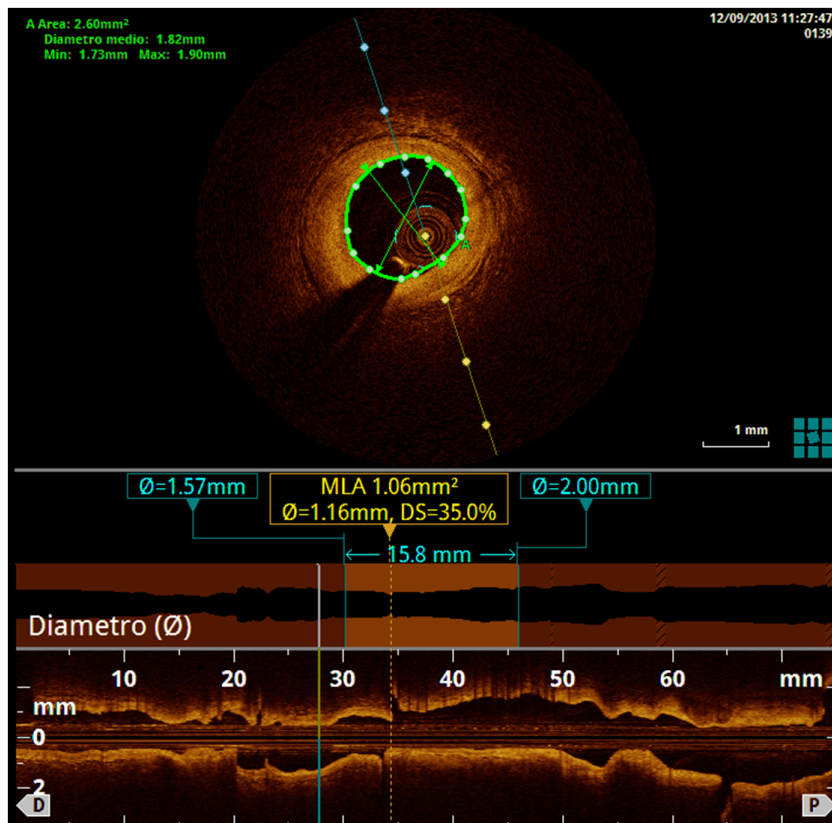 A Area: 2.60mm²
Diametro medio: 1.82mm
Min: 1.73mm Max: 1.90mm
12/09/2013 11:27:47
0139
A
1 mm
Ø=1.57mm
MLA 1.06mm²
Ø=1.16mm, DS=35.0%
Ø=2.00mm
15.8 mm
Diametro (Ø)
10 20 30 40 50 60 mm
mm
0
2
D P